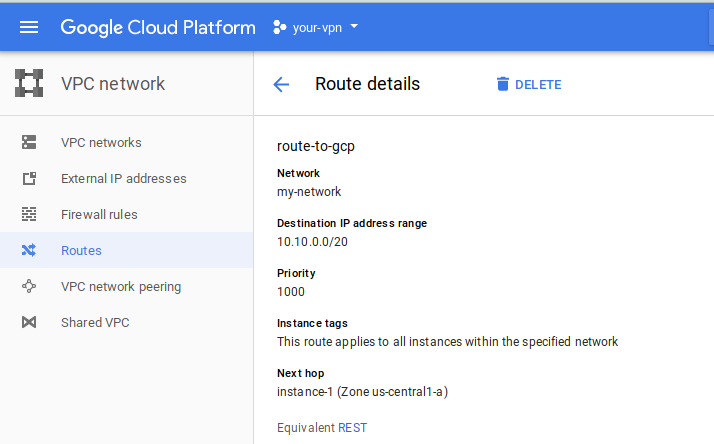 Google Cloud Platform your-vpn
VPC network
Route details
DELETE
VPC networks
External IP addresses
Firewall rules
Routes
VPC network peering
Shared VPC
route-to-gcp
Network
my-network
Destination IP address range
10.10.0.0/20
Priority
1000
Instance tags
This route applies to all instances within the specified network
Next hop
instance-1 (Zone us-central1-a)
Equivalent REST